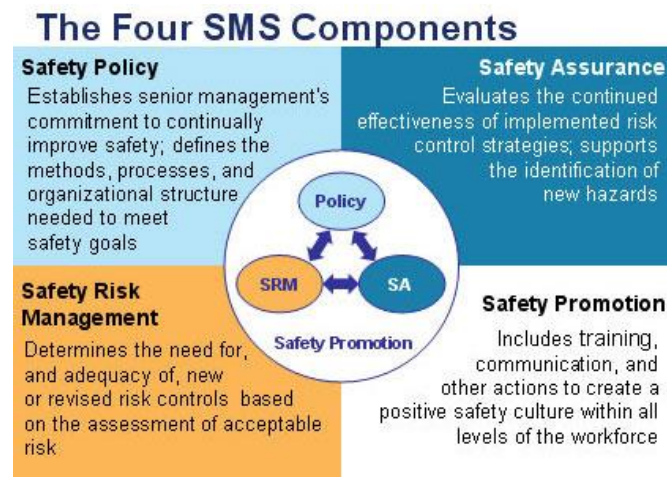 The Four SMS Components
Safety Policy
Establishes senior management's
commitment to continually
improve safety; defines the
methods, processes, and
organizational structure
needed to meet
safety goals
Safety Assurance
Evaluates the continued
effectiveness of implemented risk
control strategies; supports
the identification of
new hazards
Policy
SRM
SA
Safety Promotion
Safety Risk
Management
Determines the need for,
and adequacy of, new
or revised risk controls based
on the assessment of acceptable
risk
Safety Promotion
Includes training,
communication, and
other actions to create a
positive safety culture within all
levels of the workforce